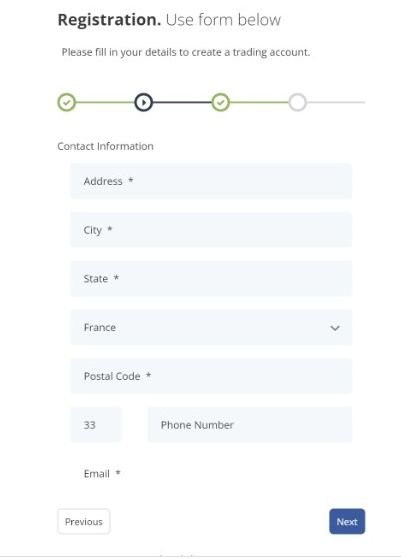 Registration. Use form below
Please fill in your details to create a trading account.
Contact Information
Address *
City *
State *
France
Postal Code *
33 Phone Number
Email *
Previous Next